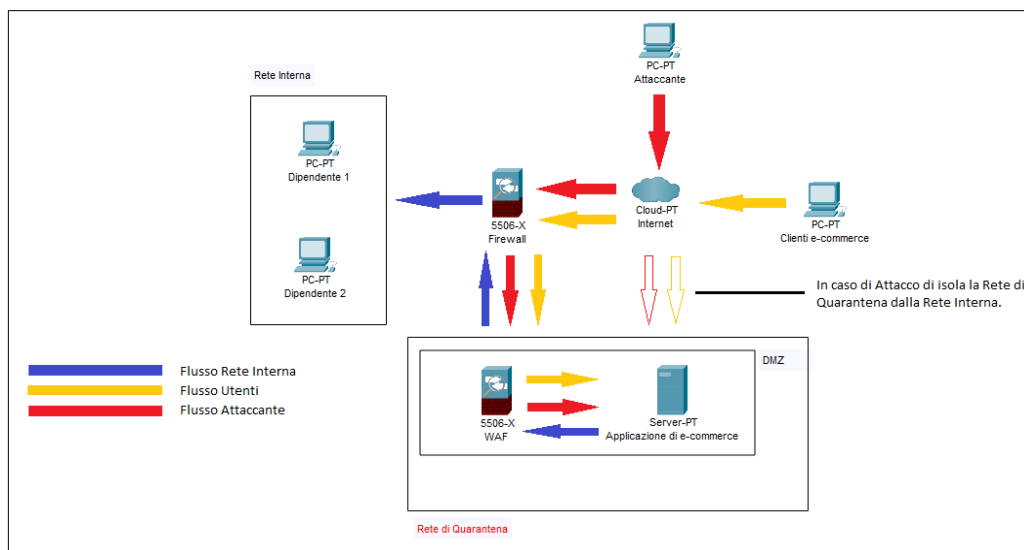 PC-PT
Attaccante
Rete Interna
PC-PT
Dipendente 1
5506-X
Firewall
Cloud-PT
Internet
PC-PT
Clienti e-commerce
PC-PT
Dipendente 2
In caso di Attacco di isola la Rete di
Quarantena dalla Rete Interna.
DMZ
Flusso Rete Interna
Flusso Utenti
Flusso Attaccante
5506-X
WAF
Server-PT
Applicazione di e-commerce
Rete di Quarantena